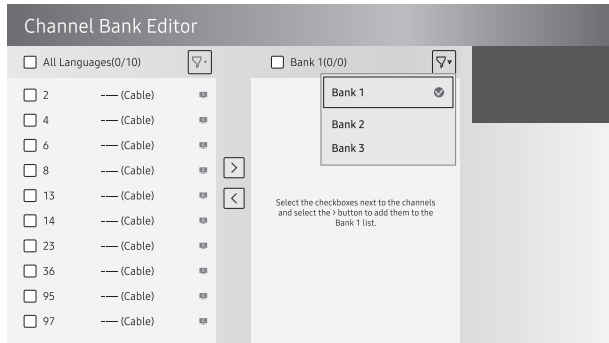 Channel Bank Editor
All Languages(0/10)
Bank 1(0/0)
Bank 1
Bank 2
Bank 3
2 -–– (Cable)
4 -–– (Cable)
6 -–– (Cable)
8 -–– (Cable)
13 -–– (Cable)
14 -–– (Cable)
23 -–– (Cable)
36 -–– (Cable)
95 -–– (Cable)
97 -–– (Cable)
>
<
Select the checkboxes next to the channels
and select the > button to add them to the
Bank 1 list.